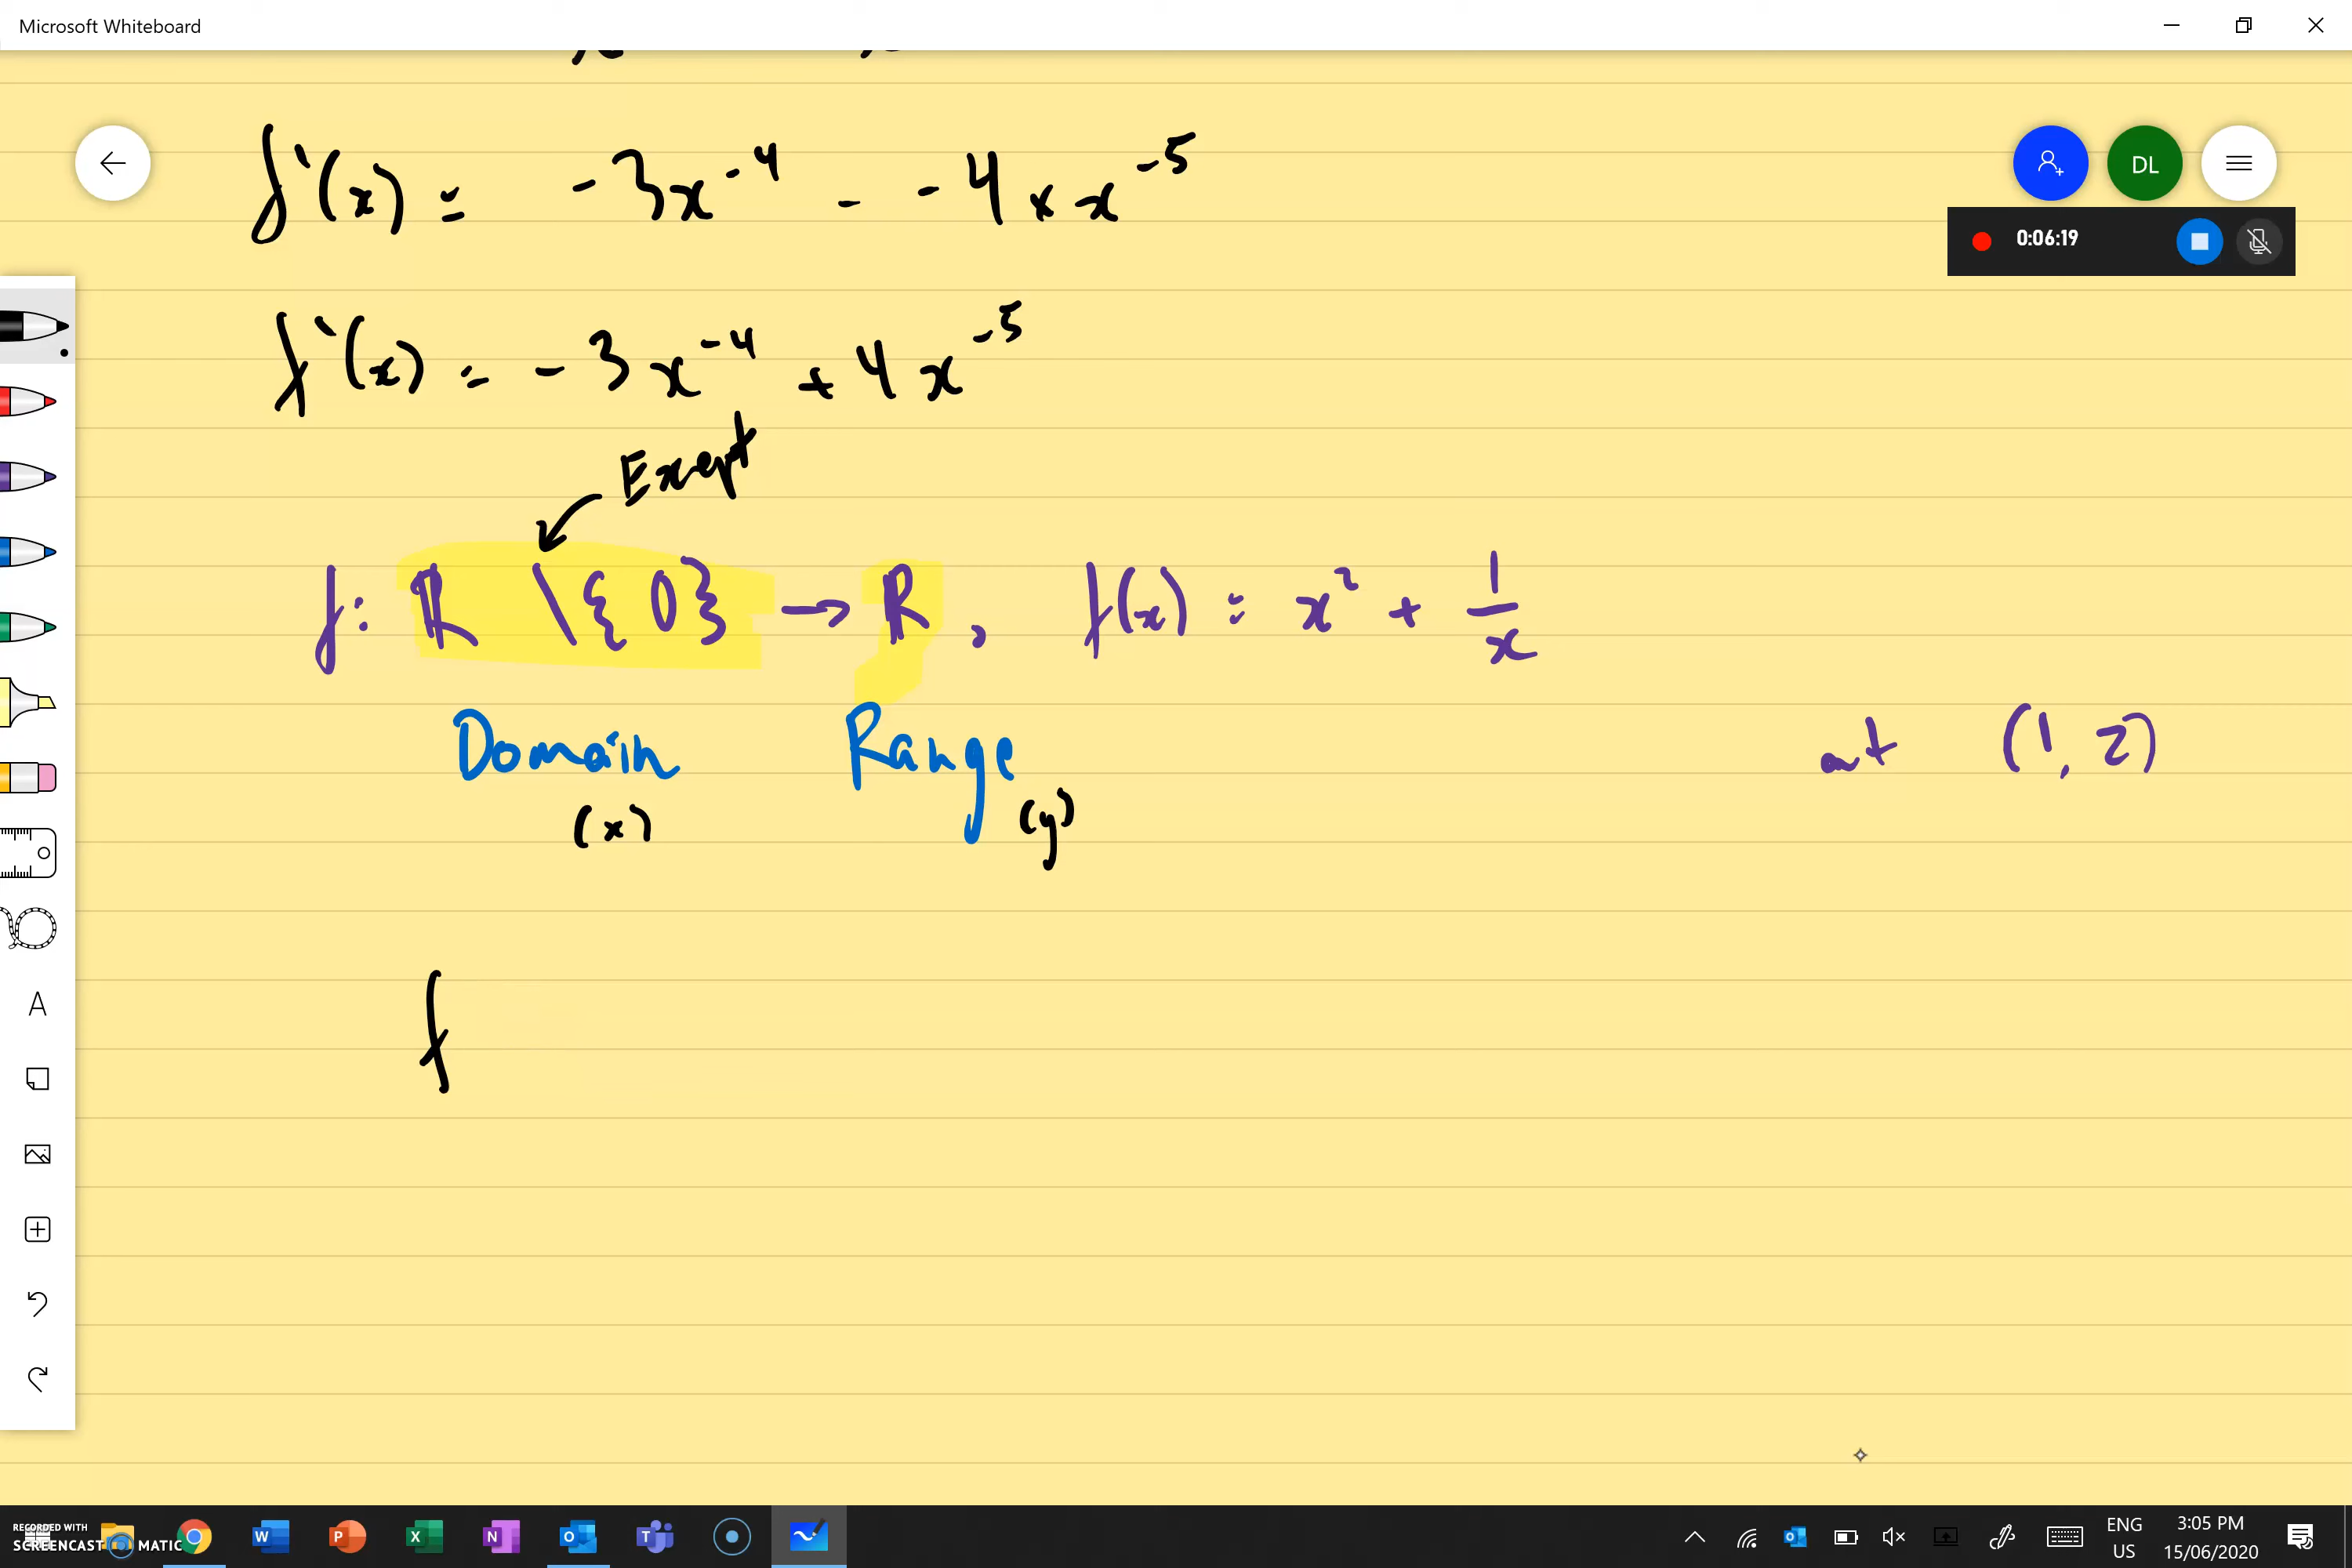 Microsoft Whiteboard
f'(x) = -3x⁻⁴ - -4 × x⁻⁵
DL
0:06:19
f'(x) = -3x⁻⁴ + 4x⁻⁵
Exept
f: ℝ \{0} → ℝ, f(x) = x² + 1/x
Domain Range at (1, 2)
(x) (y)
f
A
RECORDED WITH
SCREENCAST MATIC
W P X N O T
ENG
US
3:05 PM
15/06/2020